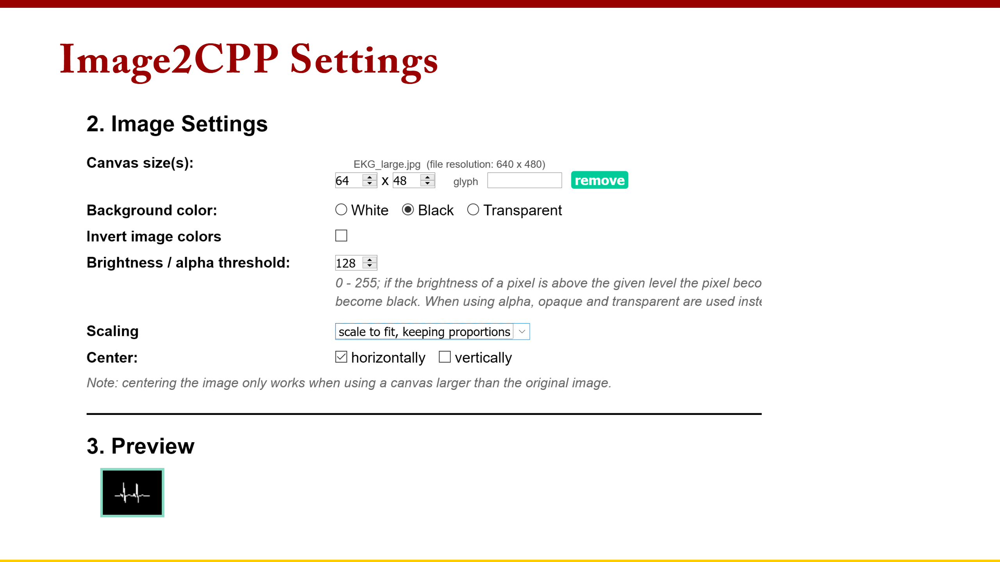 Image2CPP Settings
2. Image Settings
Canvas size(s):
EKG_large.jpg (file resolution: 640 x 480)
64 x 48 glyph remove
Background color: White Black Transparent
Invert image colors
Brightness / alpha threshold: 128
0 - 255; if the brightness of a pixel is above the given level the pixel beco
become black. When using alpha, opaque and transparent are used inste
Scaling scale to fit, keeping proportions
Center: horizontally vertically
Note: centering the image only works when using a canvas larger than the original image.
3. Preview